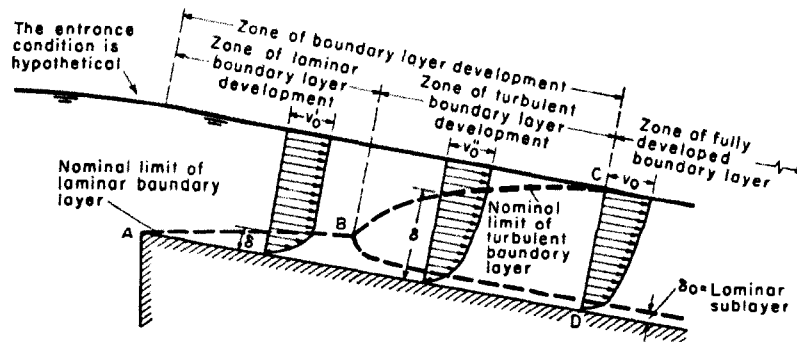 The entrance
condition is
hypothetical
Zone of boundary layer development
Zone of laminar
boundary layer
development
Zone of turbulent
boundary layer
development
Zone of fully
developed
boundary layer
v₀'
v₀"
C
v₀
Nominal limit of
laminar boundary
layer
A
δ
B
δ
Nominal
limit of
turbulent
boundary
layer
D
δ₀=Laminar
sublayer